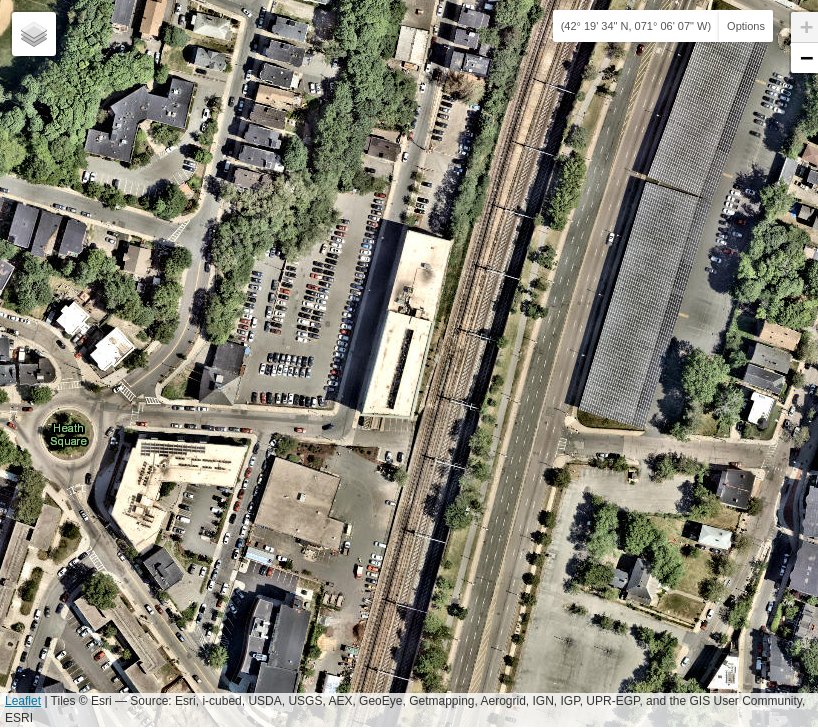 (42° 19' 34" N, 071° 06' 07" W) Options
+
−
Heath
Square
Leaflet | Tiles © Esri — Source: Esri, i-cubed, USDA, USGS, AEX, GeoEye, Getmapping, Aerogrid, IGN, IGP, UPR-EGP, and the GIS User Community,
ESRI